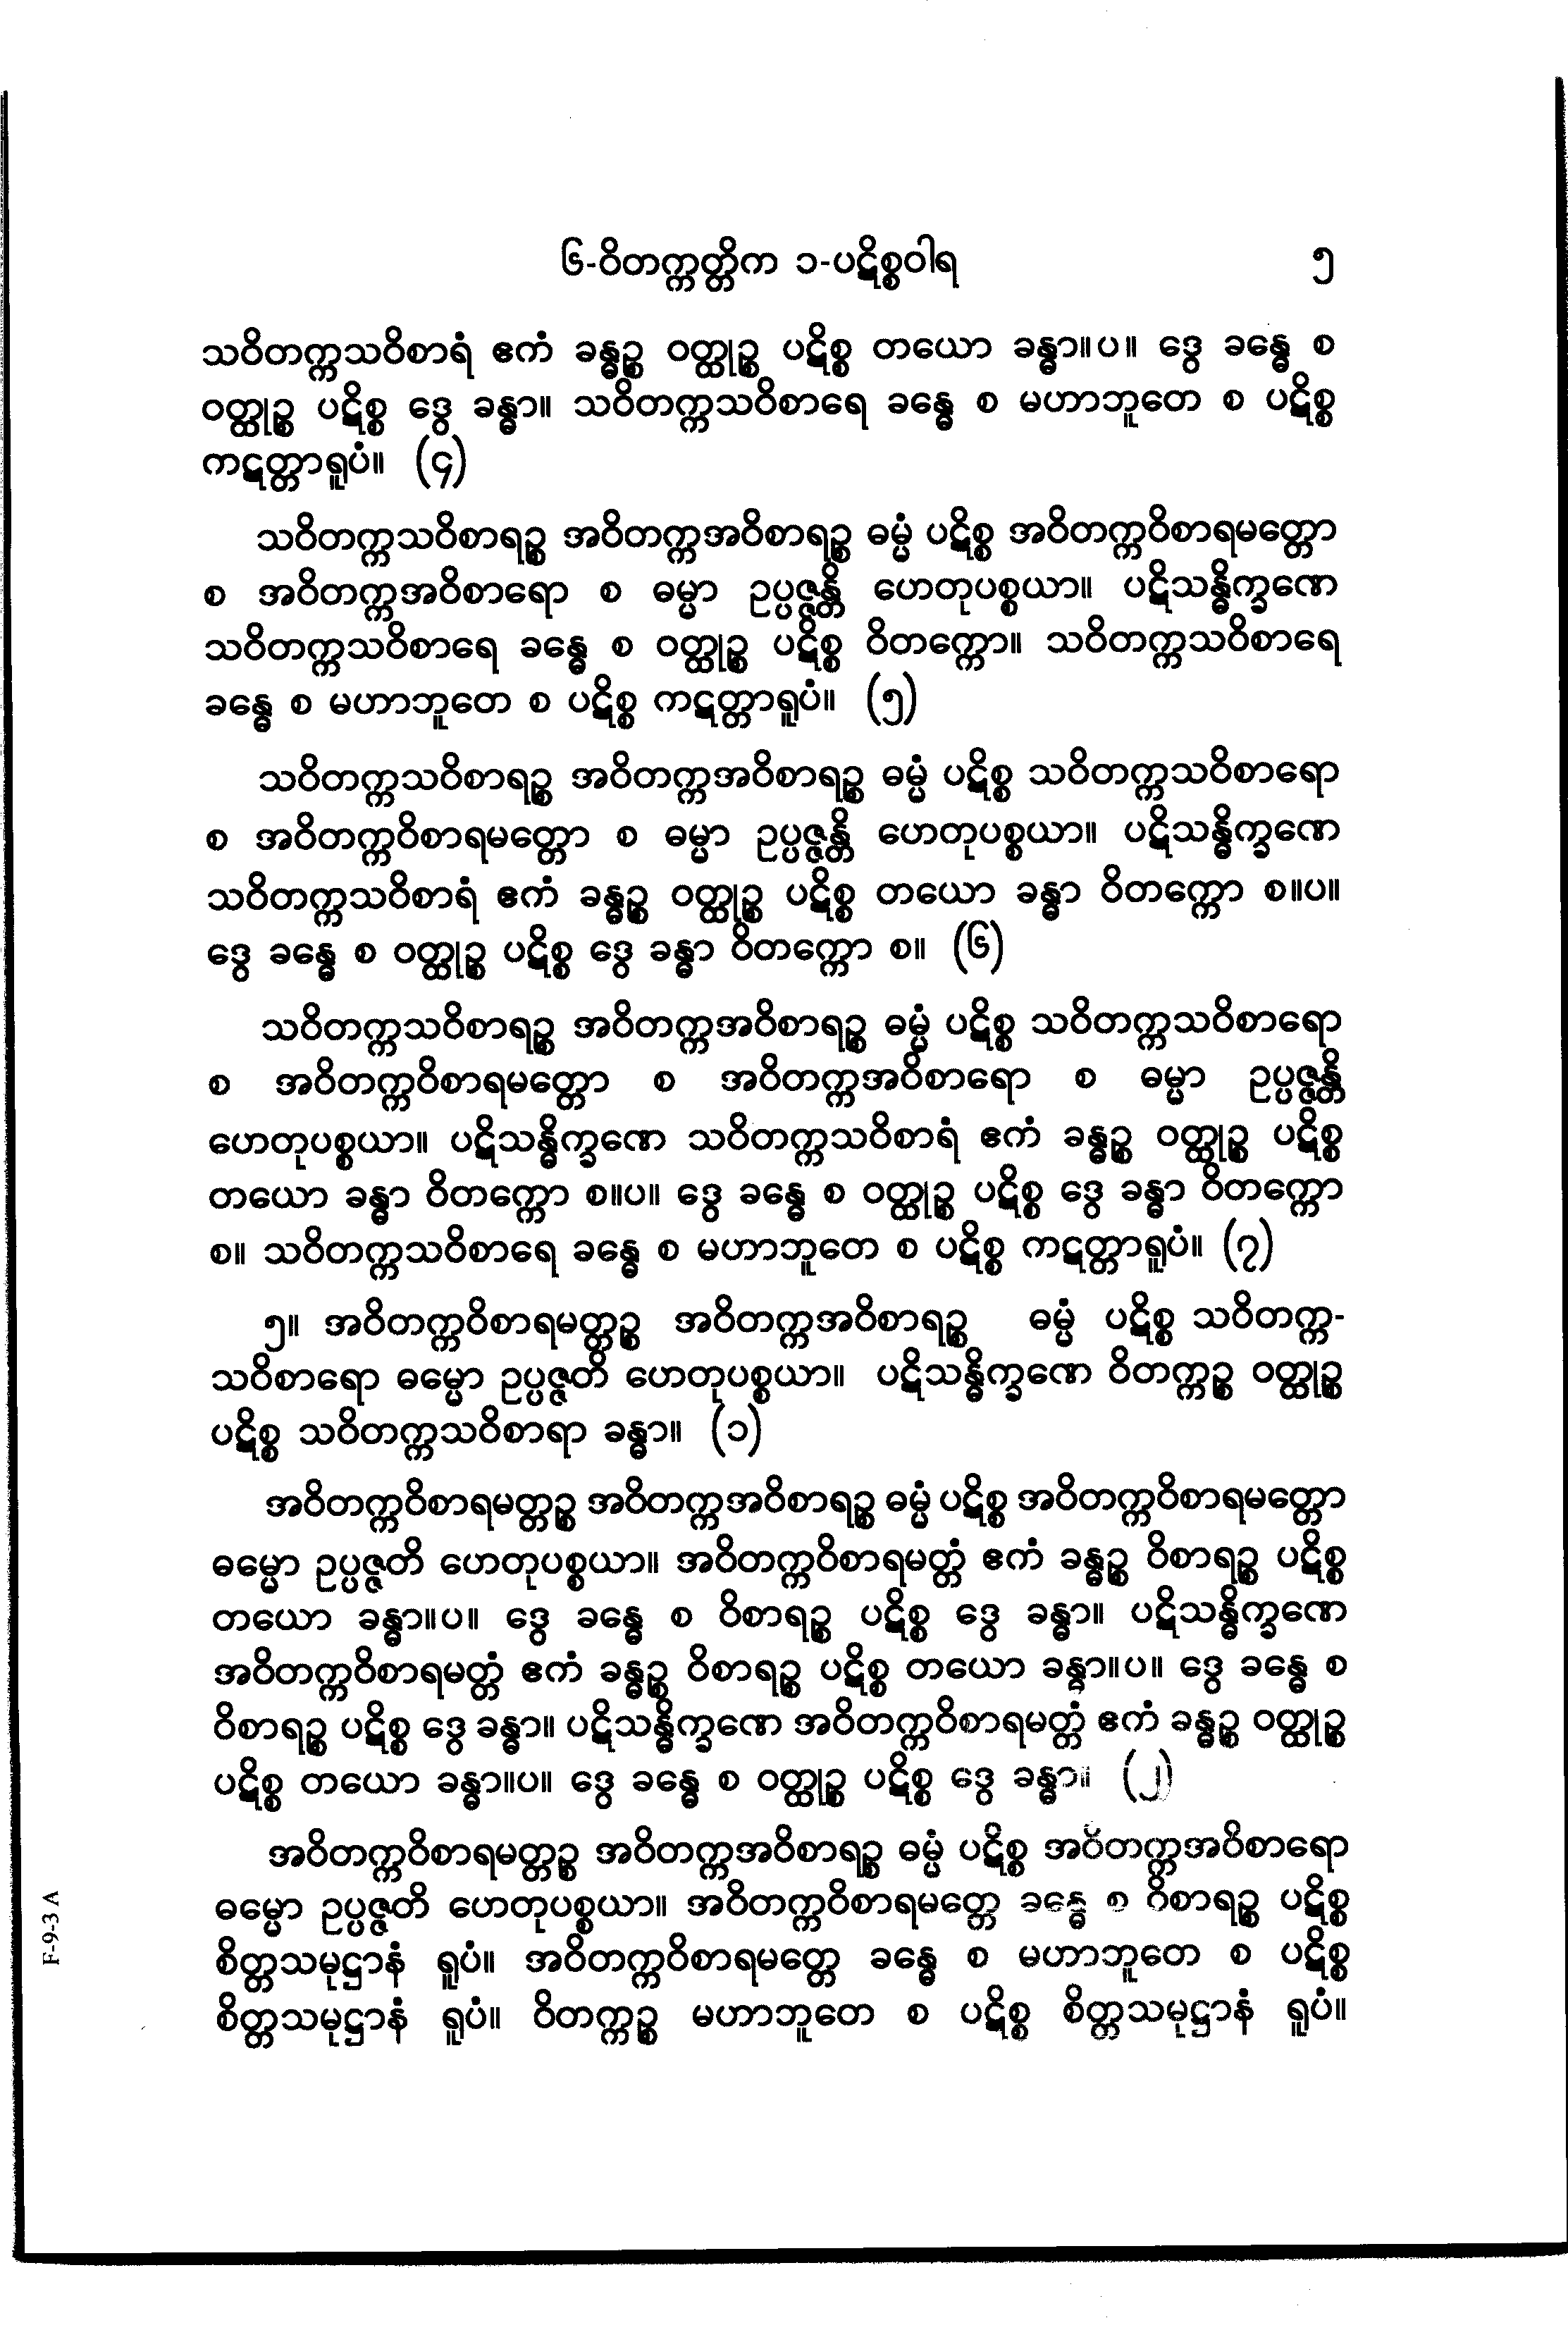 ၆-ဝိတက္ကတ္တိက ၁-ပဋိစ္စဝါရ ၅
သဝိတက္ကသဝိစာရံ ဧကံ ခန္ဓဉ္စ ဝတ္ထုဉ္စ ပဋိစ္စ တယော ခန္ဓာ။ပ။ ဒွေ ခန္ဓေ စ
ဝတ္ထုဉ္စ ပဋိစ္စ ဒွေ ခန္ဓာ။ သဝိတက္ကသဝိစာရေ ခန္ဓေ စ မဟာဘူတေ စ ပဋိစ္စ
ကဋတ္တာရူပံ။ (၄)
သဝိတက္ကသဝိစာရဉ္စ အဝိတက္ကအဝိစာရဉ္စ ဓမ္မံ ပဋိစ္စ အဝိတက္ကဝိစာရမတ္တော
စ အဝိတက္ကအဝိစာရော စ ဓမ္မာ ဥပ္ပဇ္ဇန္တိ ဟေတုပစ္စယာ။ ပဋိသန္ဓိက္ခဏေ
သဝိတက္ကသဝိစာရေ ခန္ဓေ စ ဝတ္ထုဉ္စ ပဋိစ္စ ဝိတက္ကော။ သဝိတက္ကသဝိစာရေ
ခန္ဓေ စ မဟာဘူတေ စ ပဋိစ္စ ကဋတ္တာရူပံ။ (၅)
သဝိတက္ကသဝိစာရဉ္စ အဝိတက္ကအဝိစာရဉ္စ ဓမ္မံ ပဋိစ္စ သဝိတက္ကသဝိစာရော
စ အဝိတက္ကဝိစာရမတ္တော စ ဓမ္မာ ဥပ္ပဇ္ဇန္တိ ဟေတုပစ္စယာ။ ပဋိသန္ဓိက္ခဏေ
သဝိတက္ကသဝိစာရံ ဧကံ ခန္ဓဉ္စ ဝတ္ထုဉ္စ ပဋိစ္စ တယော ခန္ဓာ ဝိတက္ကော စ။ပ။
ဒွေ ခန္ဓေ စ ဝတ္ထုဉ္စ ပဋိစ္စ ဒွေ ခန္ဓာ ဝိတက္ကော စ။ (၆)
သဝိတက္ကသဝိစာရဉ္စ အဝိတက္ကအဝိစာရဉ္စ ဓမ္မံ ပဋိစ္စ သဝိတက္ကသဝိစာရော
စ အဝိတက္ကဝိစာရမတ္တော စ အဝိတက္ကအဝိစာရော စ ဓမ္မာ ဥပ္ပဇ္ဇန္တိ
ဟေတုပစ္စယာ။ ပဋိသန္ဓိက္ခဏေ သဝိတက္ကသဝိစာရံ ဧကံ ခန္ဓဉ္စ ဝတ္ထုဉ္စ ပဋိစ္စ
တယော ခန္ဓာ ဝိတက္ကော စ။ပ။ ဒွေ ခန္ဓေ စ ဝတ္ထုဉ္စ ပဋိစ္စ ဒွေ ခန္ဓာ ဝိတက္ကော
စ။ သဝိတက္ကသဝိစာရေ ခန္ဓေ စ မဟာဘူတေ စ ပဋိစ္စ ကဋတ္တာရူပံ။ (၇)
၅။ အဝိတက္ကဝိစာရမတ္တဉ္စ အဝိတက္ကအဝိစာရဉ္စ ဓမ္မံ ပဋိစ္စ သဝိတက္က-
သဝိစာရော ဓမ္မော ဥပ္ပဇ္ဇတိ ဟေတုပစ္စယာ။ ပဋိသန္ဓိက္ခဏေ ဝိတက္ကဉ္စ ဝတ္ထုဉ္စ
ပဋိစ္စ သဝိတက္ကသဝိစာရာ ခန္ဓာ။ (၁)
အဝိတက္ကဝိစာရမတ္တဉ္စ အဝိတက္ကအဝိစာရဉ္စ ဓမ္မံ ပဋိစ္စ အဝိတက္ကဝိစာရမတ္တော
ဓမ္မော ဥပ္ပဇ္ဇတိ ဟေတုပစ္စယာ။ အဝိတက္ကဝိစာရမတ္တံ ဧကံ ခန္ဓဉ္စ ဝိစာရဉ္စ ပဋိစ္စ
တယော ခန္ဓာ။ပ။ ဒွေ ခန္ဓေ စ ဝိစာရဉ္စ ပဋိစ္စ ဒွေ ခန္ဓာ။ ပဋိသန္ဓိက္ခဏေ
အဝိတက္ကဝိစာရမတ္တံ ဧကံ ခန္ဓဉ္စ ဝိစာရဉ္စ ပဋိစ္စ တယော ခန္ဓာ။ပ။ ဒွေ ခန္ဓေ စ
ဝိစာရဉ္စ ပဋိစ္စ ဒွေ ခန္ဓာ။ ပဋိသန္ဓိက္ခဏေ အဝိတက္ကဝိစာရမတ္တံ ဧကံ ခန္ဓဉ္စ ဝတ္ထုဉ္စ
ပဋိစ္စ တယော ခန္ဓာ။ပ။ ဒွေ ခန္ဓေ စ ဝတ္ထုဉ္စ ပဋိစ္စ ဒွေ ခန္ဓာ။ (၂)
အဝိတက္ကဝိစာရမတ္တဉ္စ အဝိတက္ကအဝိစာရဉ္စ ဓမ္မံ ပဋိစ္စ အဝိတက္ကအဝိစာရော
ဓမ္မော ဥပ္ပဇ္ဇတိ ဟေတုပစ္စယာ။ အဝိတက္ကဝိစာရမတ္တေ ခန္ဓေ စ ဝိစာရဉ္စ ပဋိစ္စ
စိတ္တသမုဋ္ဌာနံ ရူပံ။ အဝိတက္ကဝိစာရမတ္တေ ခန္ဓေ စ မဟာဘူတေ စ ပဋိစ္စ
စိတ္တသမုဋ္ဌာနံ ရူပံ။ ဝိတက္ကဉ္စ မဟာဘူတေ စ ပဋိစ္စ စိတ္တသမုဋ္ဌာနံ ရူပံ။
F-9-3 A